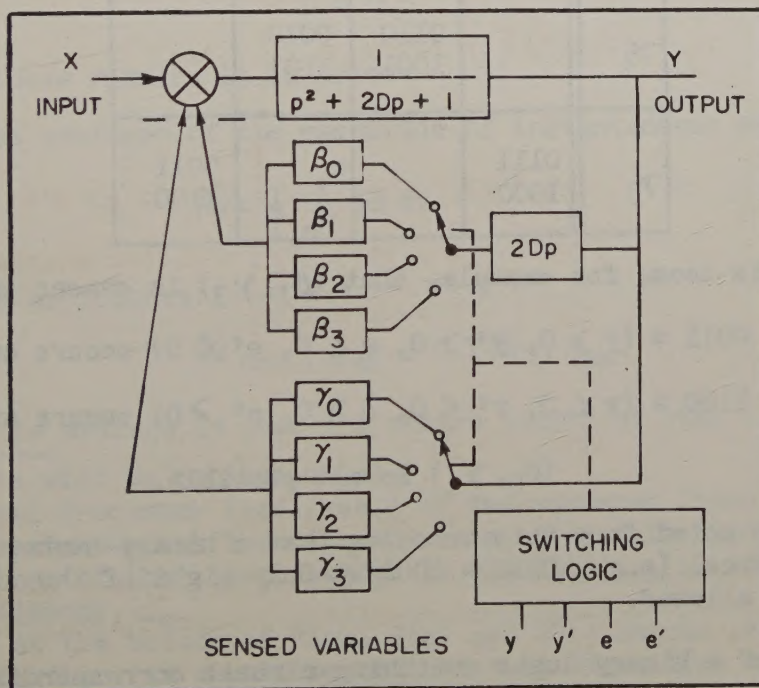 X
INPUT
1
p² + 2Dp + 1
Y
OUTPUT
— —
β₀
β₁
β₂
β₃
2Dp
γ₀
γ₁
γ₂
γ₃
SWITCHING
LOGIC
SENSED VARIABLES y y' e e'